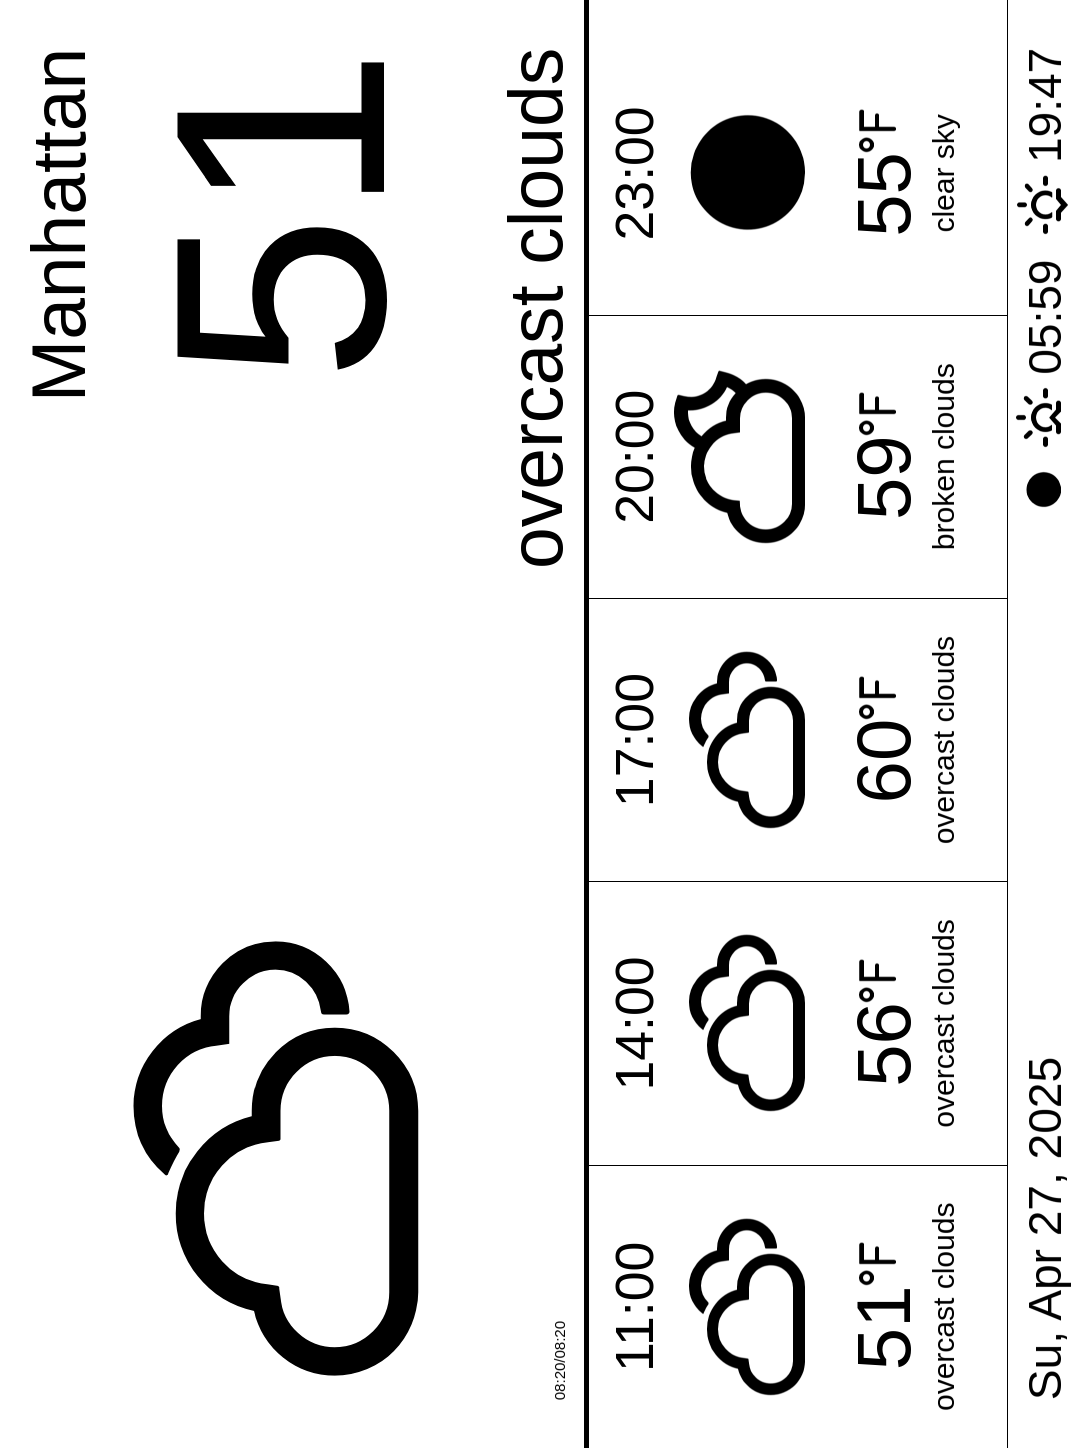 Manhattan
51
overcast clouds
08:20/08:20
11:00 14:00 17:00 20:00 23:00
51°F 56°F 60°F 59°F 55°F
overcast clouds overcast clouds overcast clouds broken clouds clear sky
Su, Apr 27, 2025 05:59 19:47